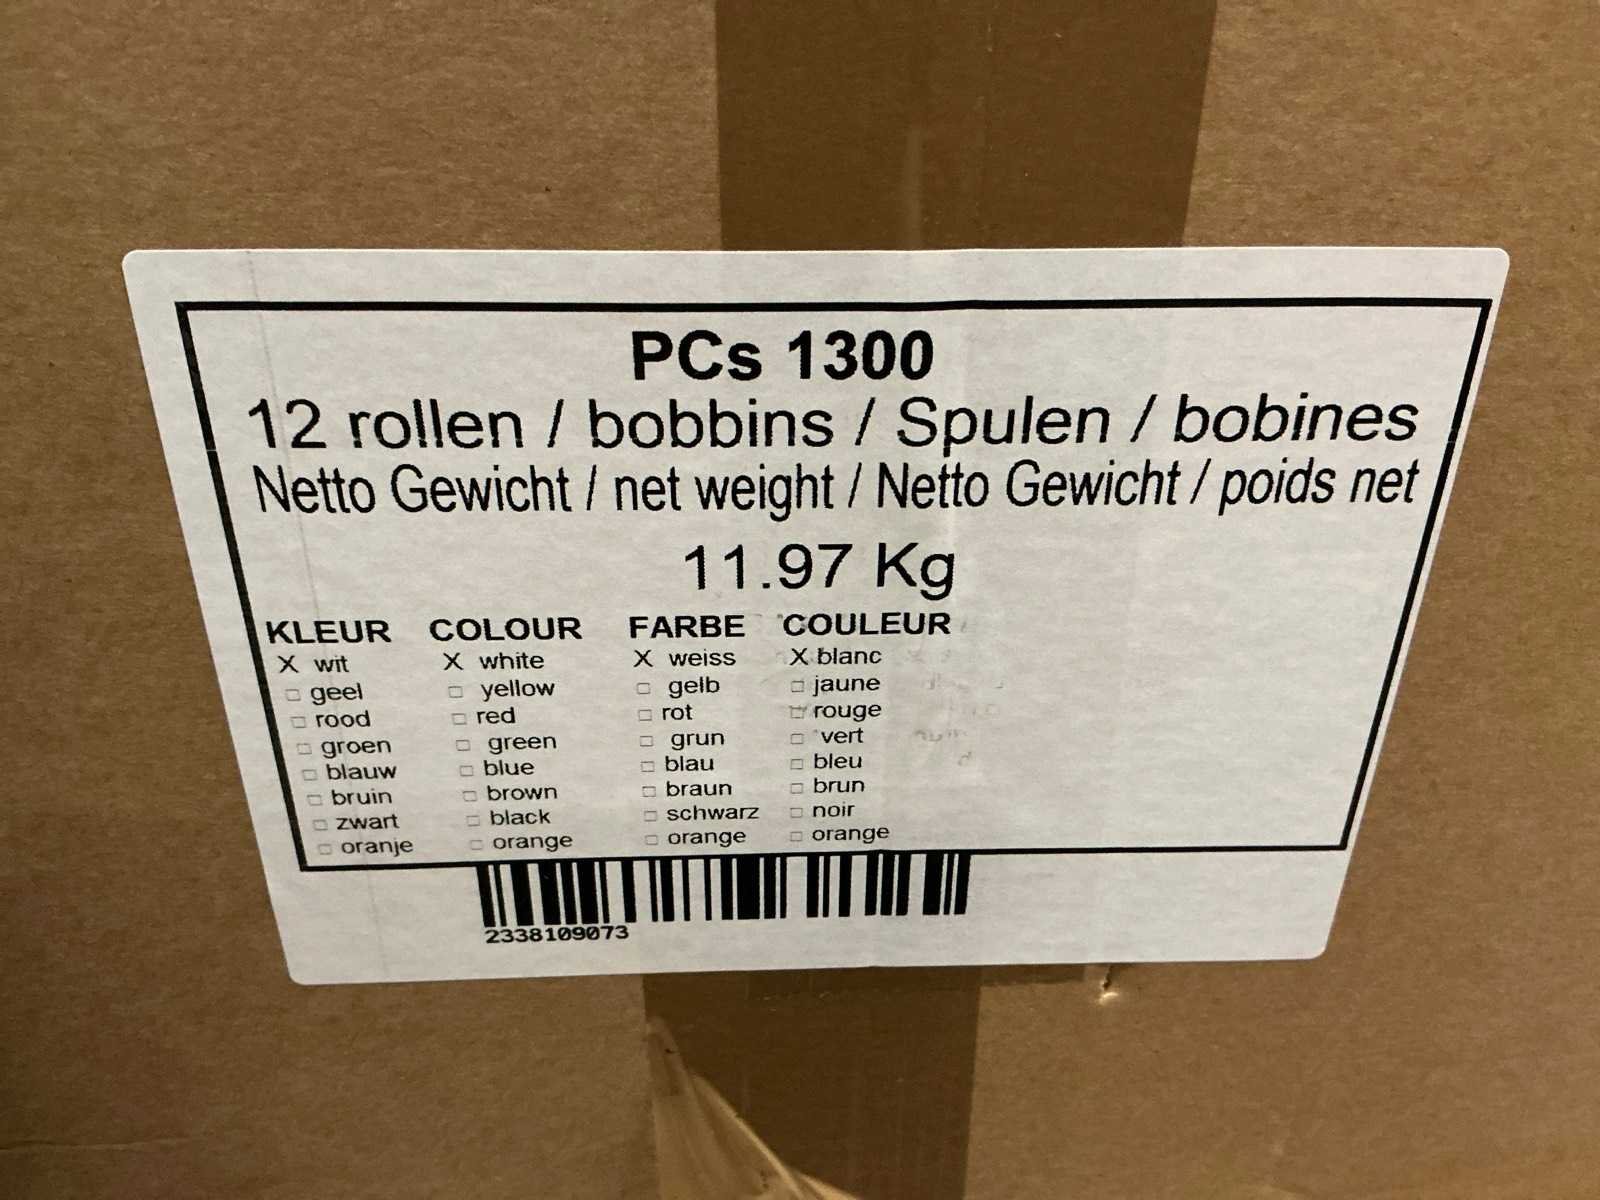 PCs 1300
12 rollen / bobbins / Spulen / bobines
Netto Gewicht / net weight / Netto Gewicht / poids net
11.97 Kg
KLEUR COLOUR FARBE COULEUR
X wit X white X weiss X blanc
□ geel □ yellow □ gelb □ jaune
□ rood □ red □ rot □ rouge
□ groen □ green □ grun □ vert
□ blauw □ blue □ blau □ bleu
□ bruin □ brown □ braun □ brun
□ zwart □ black □ schwarz □ noir
□ oranje □ orange □ orange □ orange
2338109073